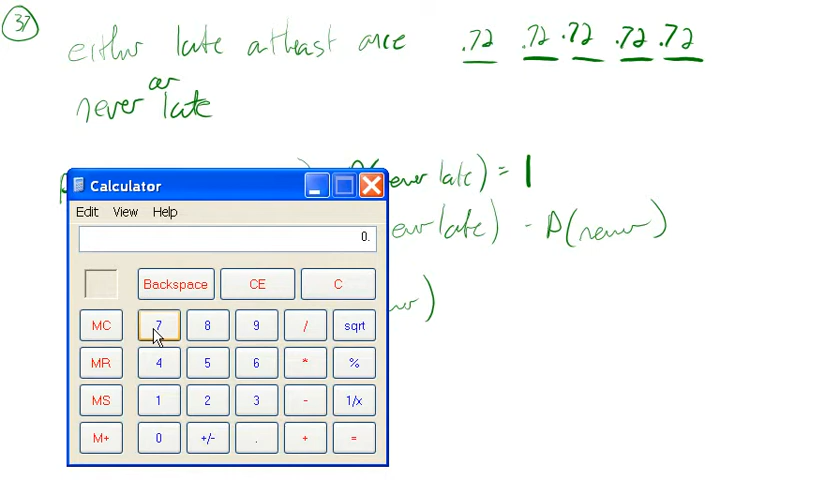 37
either late atleast once .72 .72 .72 .72 .72
or
never late
P(never late) = 1
never late) - P(never)
Calculator
Edit View Help
0.
Backspace CE C
MC 7 8 9 / sqrt
MR 4 5 6 * %
MS 1 2 3 - 1/x
M+ 0 +/- . + =